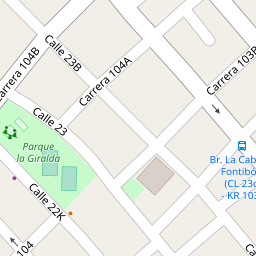 Carrera 104B
Calle 23B
Carrera 104A
Carrera 103B
Calle 23
Parque
la Giralda
Br. La Cab
Fontibó
(CL 23g
- KR 103
Calle 22K
104